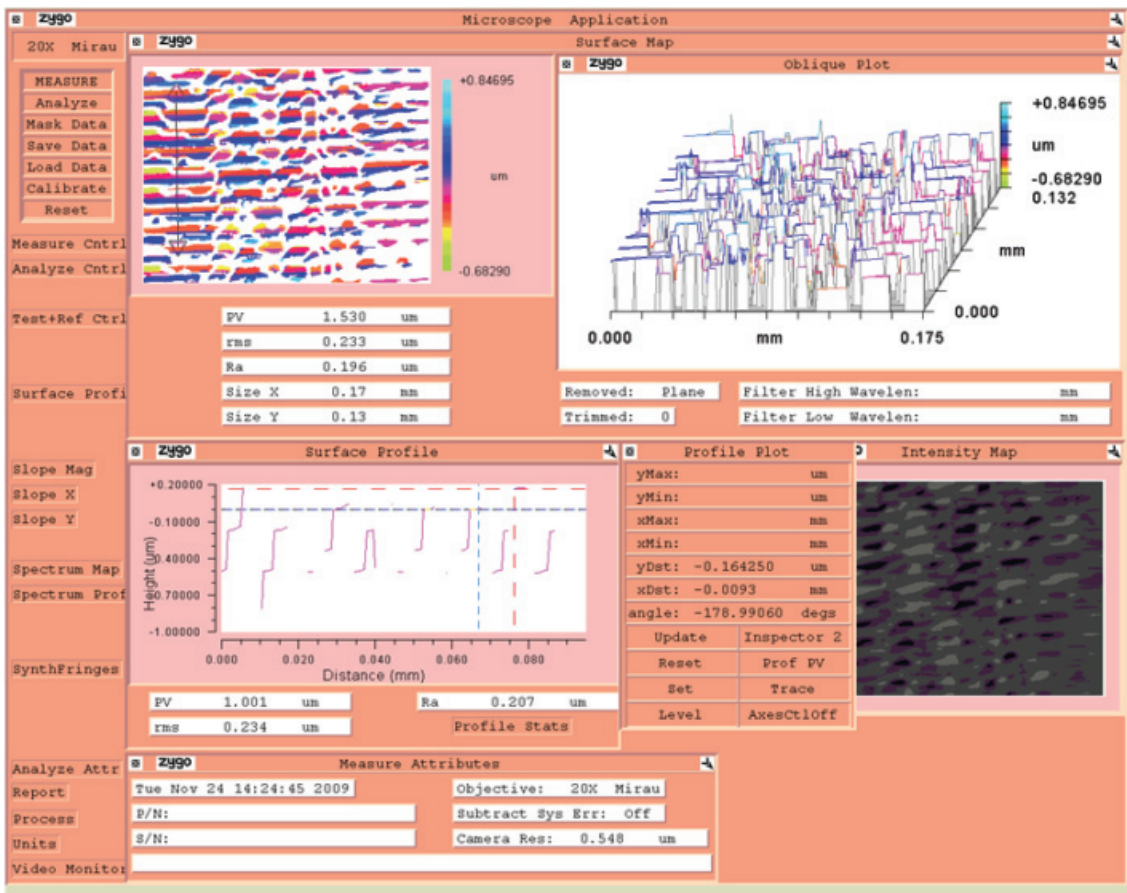 zygo Microscope Application
20X Mirau
MEASURE
Analyze
Mask Data
Save Data
Load Data
Calibrate
Reset
Measure Cntrl
Analyze Cntrl
Test+Ref Ctrl
Surface Profi
Slope Mag
Slope X
Slope Y
Spectrum Map
Spectrum Prof
SynthFringes
Analyze Attr
Report
Process
Units
Video Monitor
zygo Surface Map
+0.84695
um
-0.68290
PV 1.530 um
rms 0.233 um
Ra 0.196 um
Size X 0.17 mm
Size Y 0.13 mm
zygo Oblique Plot
+0.84695
um
-0.68290
0.132
mm
0.000
0.000 mm 0.175
Removed: Plane
Trimmed: 0
Filter High Wavelen: mm
Filter Low Wavelen: mm
zygo Surface Profile
+0.20000
-0.10000
-0.40000
-0.70000
-1.00000
Height (um)
0.000 0.020 0.040 0.060 0.080
Distance (mm)
PV 1.001 um
rms 0.234 um
Ra 0.207 um
Profile Stats
Profile Plot
yMax: um
yMin: um
xMax: mm
xMin: mm
yDst: -0.164250 um
xDst: -0.0093 mm
angle: -178.99060 degs
Update Inspector 2
Reset Prof PV
Set Trace
Level AxesCtlOff
Intensity Map
zygo Measure Attributes
Tue Nov 24 14:24:45 2009
P/N:
S/N:
Objective: 20X Mirau
Subtract Sys Err: Off
Camera Res: 0.548 um